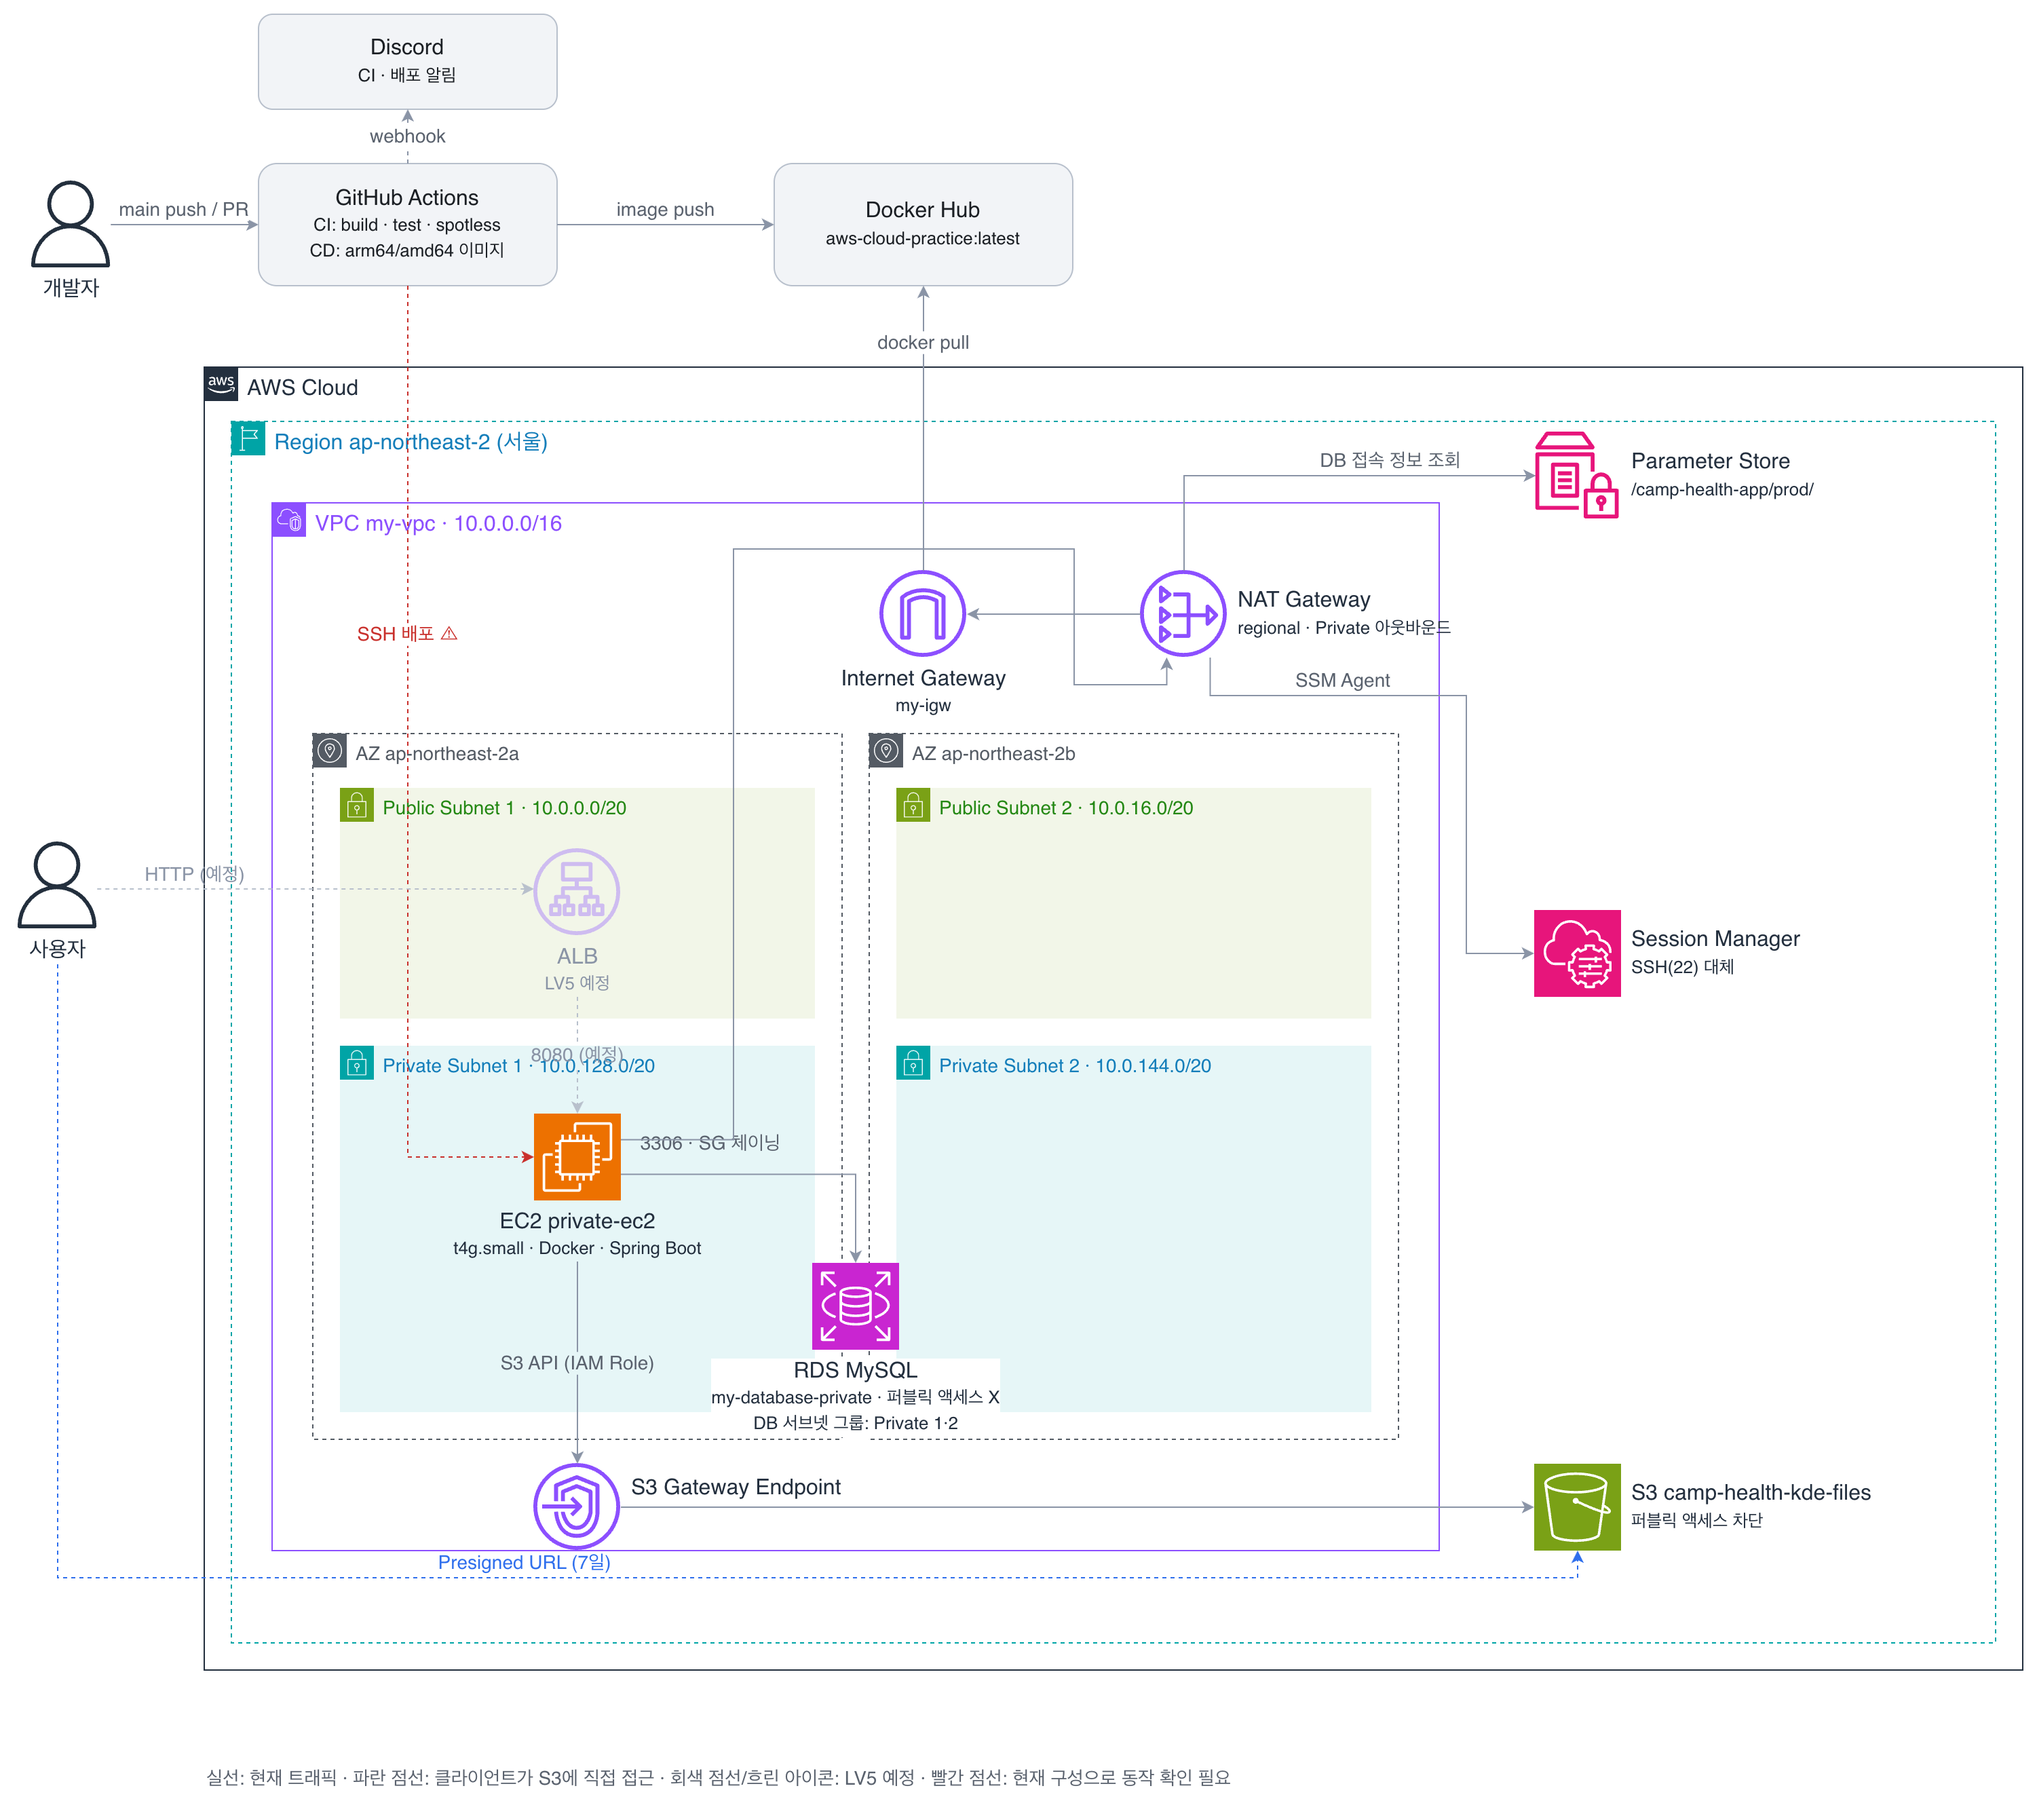 Discord
CI · 배포 알림
webhook
main push / PR
GitHub Actions
CI: build · test · spotless
CD: arm64/amd64 이미지
image push
Docker Hub
aws-cloud-practice:latest
개발자
docker pull
aws
AWS Cloud
Region ap-northeast-2 (서울)
DB 접속 정보 조회
Parameter Store
/camp-health-app/prod/
VPC my-vpc · 10.0.0.0/16
SSH 배포 ⚠
NAT Gateway
regional · Private 아웃바운드
Internet Gateway
my-igw
SSM Agent
AZ ap-northeast-2a
AZ ap-northeast-2b
Public Subnet 1 · 10.0.0.0/20
Public Subnet 2 · 10.0.16.0/20
HTTP (예정)
사용자
ALB
LV5 예정
Session Manager
SSH(22) 대체
8080 (예정)
Private Subnet 1 · 10.0.128.0/20
Private Subnet 2 · 10.0.144.0/20
3306 · SG 체이닝
EC2 private-ec2
t4g.small · Docker · Spring Boot
S3 API (IAM Role)
RDS MySQL
my-database-private · 퍼블릭 액세스 X
DB 서브넷 그룹: Private 1·2
S3 Gateway Endpoint
S3 camp-health-kde-files
퍼블릭 액세스 차단
Presigned URL (7일)
실선: 현재 트래픽 · 파란 점선: 클라이언트가 S3에 직접 접근 · 회색 점선/흐린 아이콘: LV5 예정 · 빨간 점선: 현재 구성으로 동작 확인 필요